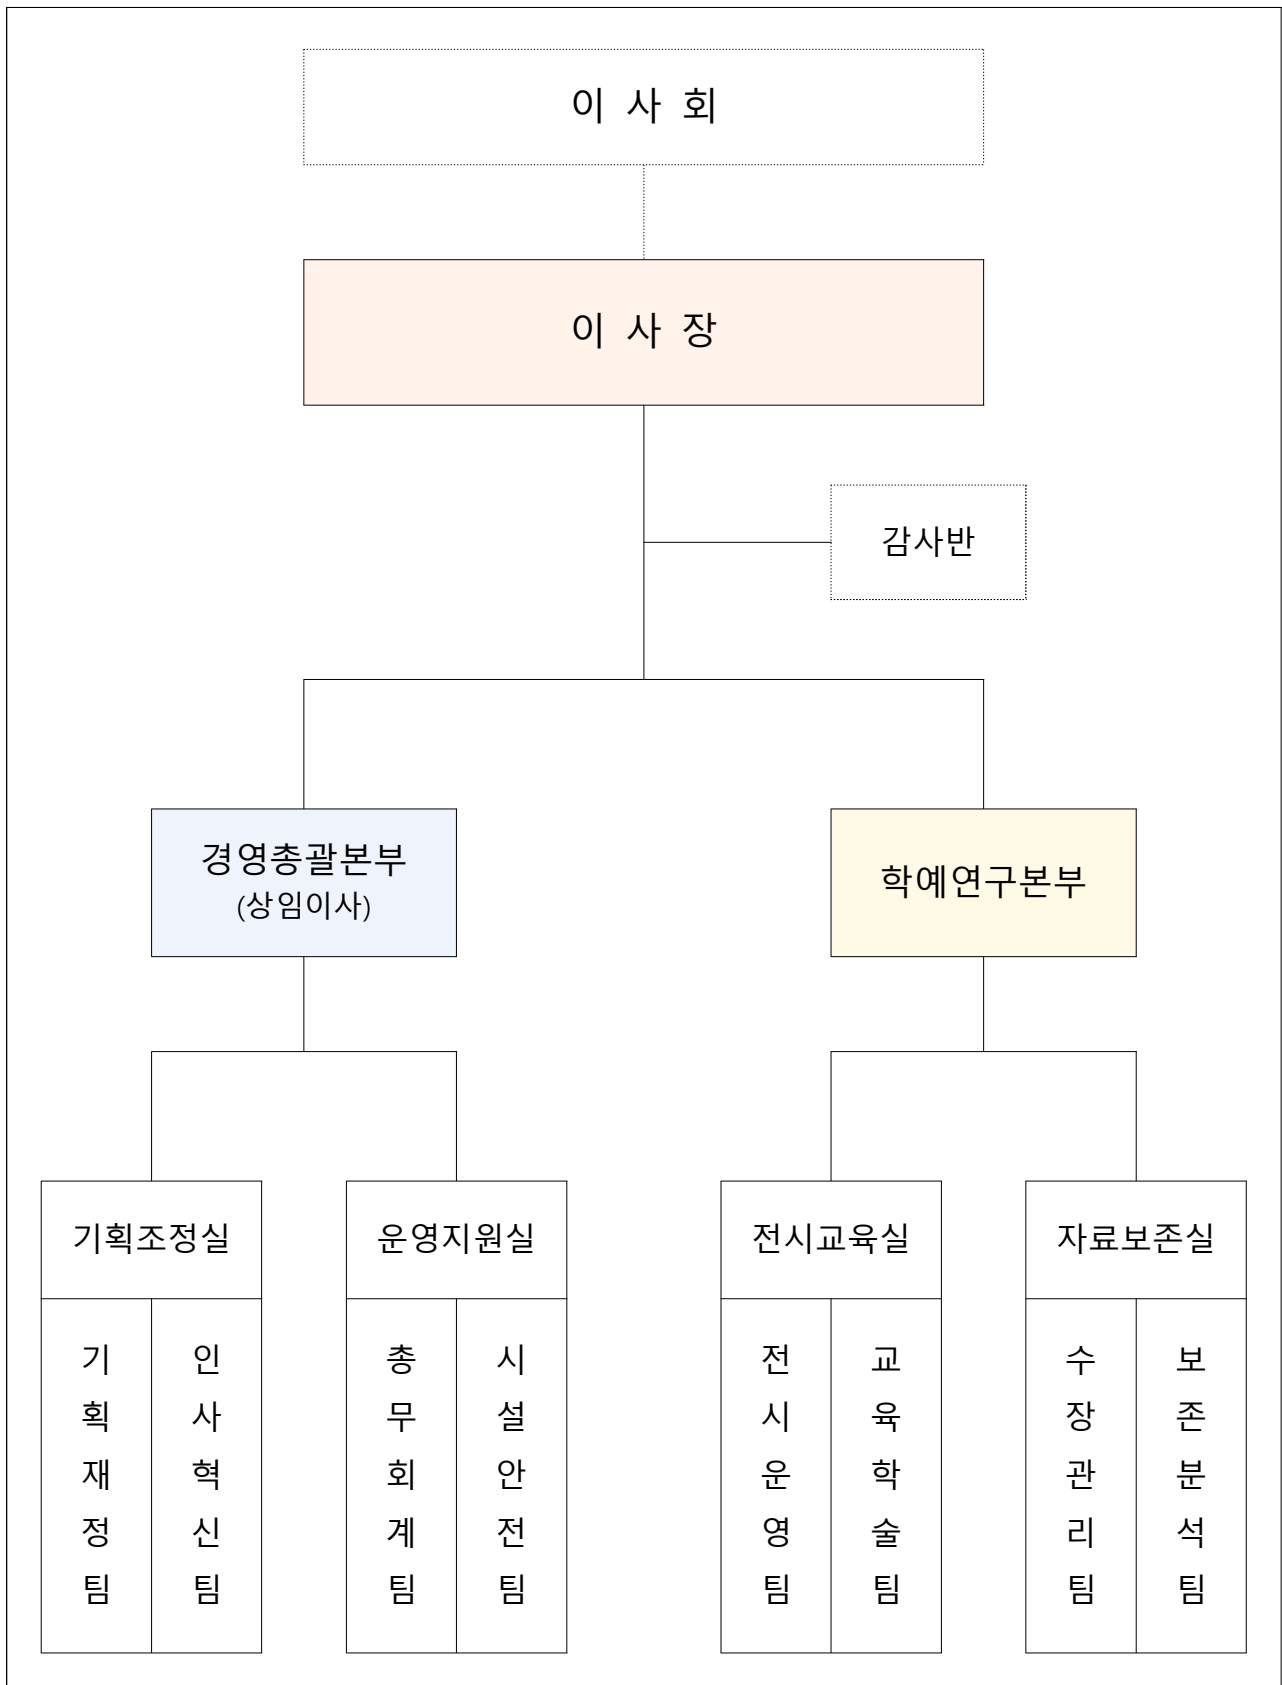 이 사 회
이 사 장
감사반
경영총괄본부
(상임이사)
학예연구본부
기획조정실
운영지원실
전시교육실
자료보존실
기획재정팀
인사혁신팀
총무회계팀
시설안전팀
전시운영팀
교육학술팀
수장관리팀
보존분석팀